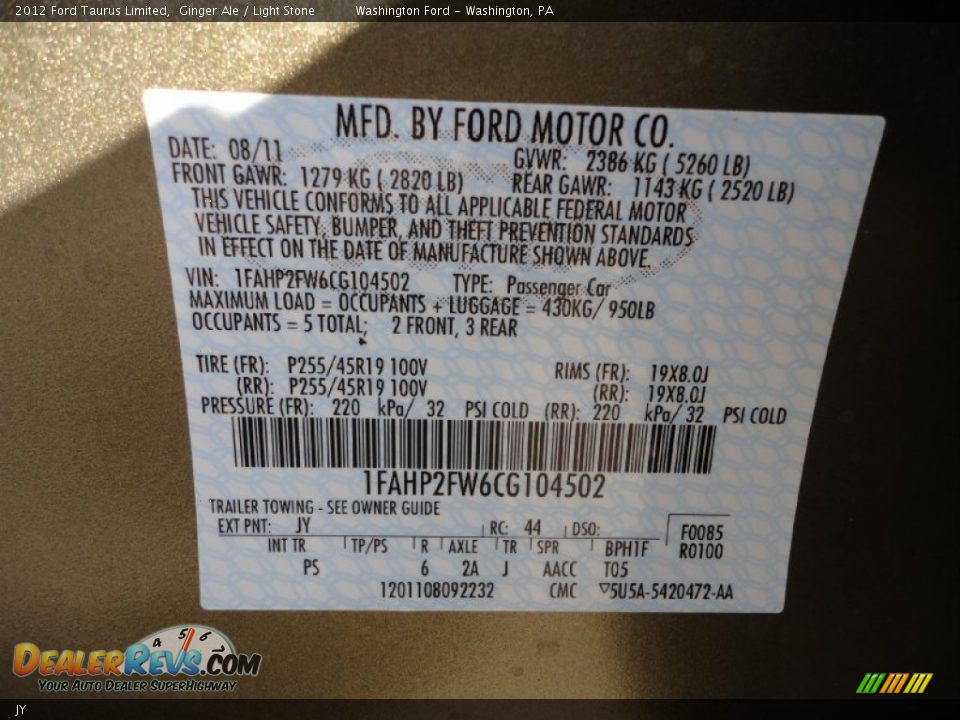 2012 Ford Taurus Limited,  Ginger Ale / Light Stone    Washington Ford - Washington, PA
MFD. BY FORD MOTOR CO.
DATE: 08/11    GVWR: 2386 KG ( 5260 LB)
FRONT GAWR: 1279 KG ( 2820 LB)    REAR GAWR: 1143 KG ( 2520 LB)
THIS VEHICLE CONFORMS TO ALL APPLICABLE FEDERAL MOTOR
VEHICLE SAFETY, BUMPER, AND THEFT PREVENTION STANDARDS
IN EFFECT ON THE DATE OF MANUFACTURE SHOWN ABOVE.
VIN: 1FAHP2FW6CG104502    TYPE: Passenger Car
MAXIMUM LOAD = OCCUPANTS + LUGGAGE = 430KG/ 950LB
OCCUPANTS = 5 TOTAL; 2 FRONT, 3 REAR
TIRE (FR): P255/45R19 100V    RIMS (FR): 19X8.0J
(RR): P255/45R19 100V    (RR): 19X8.0J
PRESSURE (FR): 220 kPa/ 32 PSI COLD (RR): 220 kPa/ 32 PSI COLD
1FAHP2FW6CG104502
TRAILER TOWING - SEE OWNER GUIDE
EXT PNT: JY    RC: 44    DSO:    F0085
INT TR    TP/PS    R    AXLE    TR    SPR    BPH1F    R0100
PS    6    2A    J    AACC    T05
1201108092232    CMC    ▽5U5A-5420472-AA
4 5 6
DEALERREVS.COM
YOUR AUTO DEALER SUPERHIGHWAY
JY